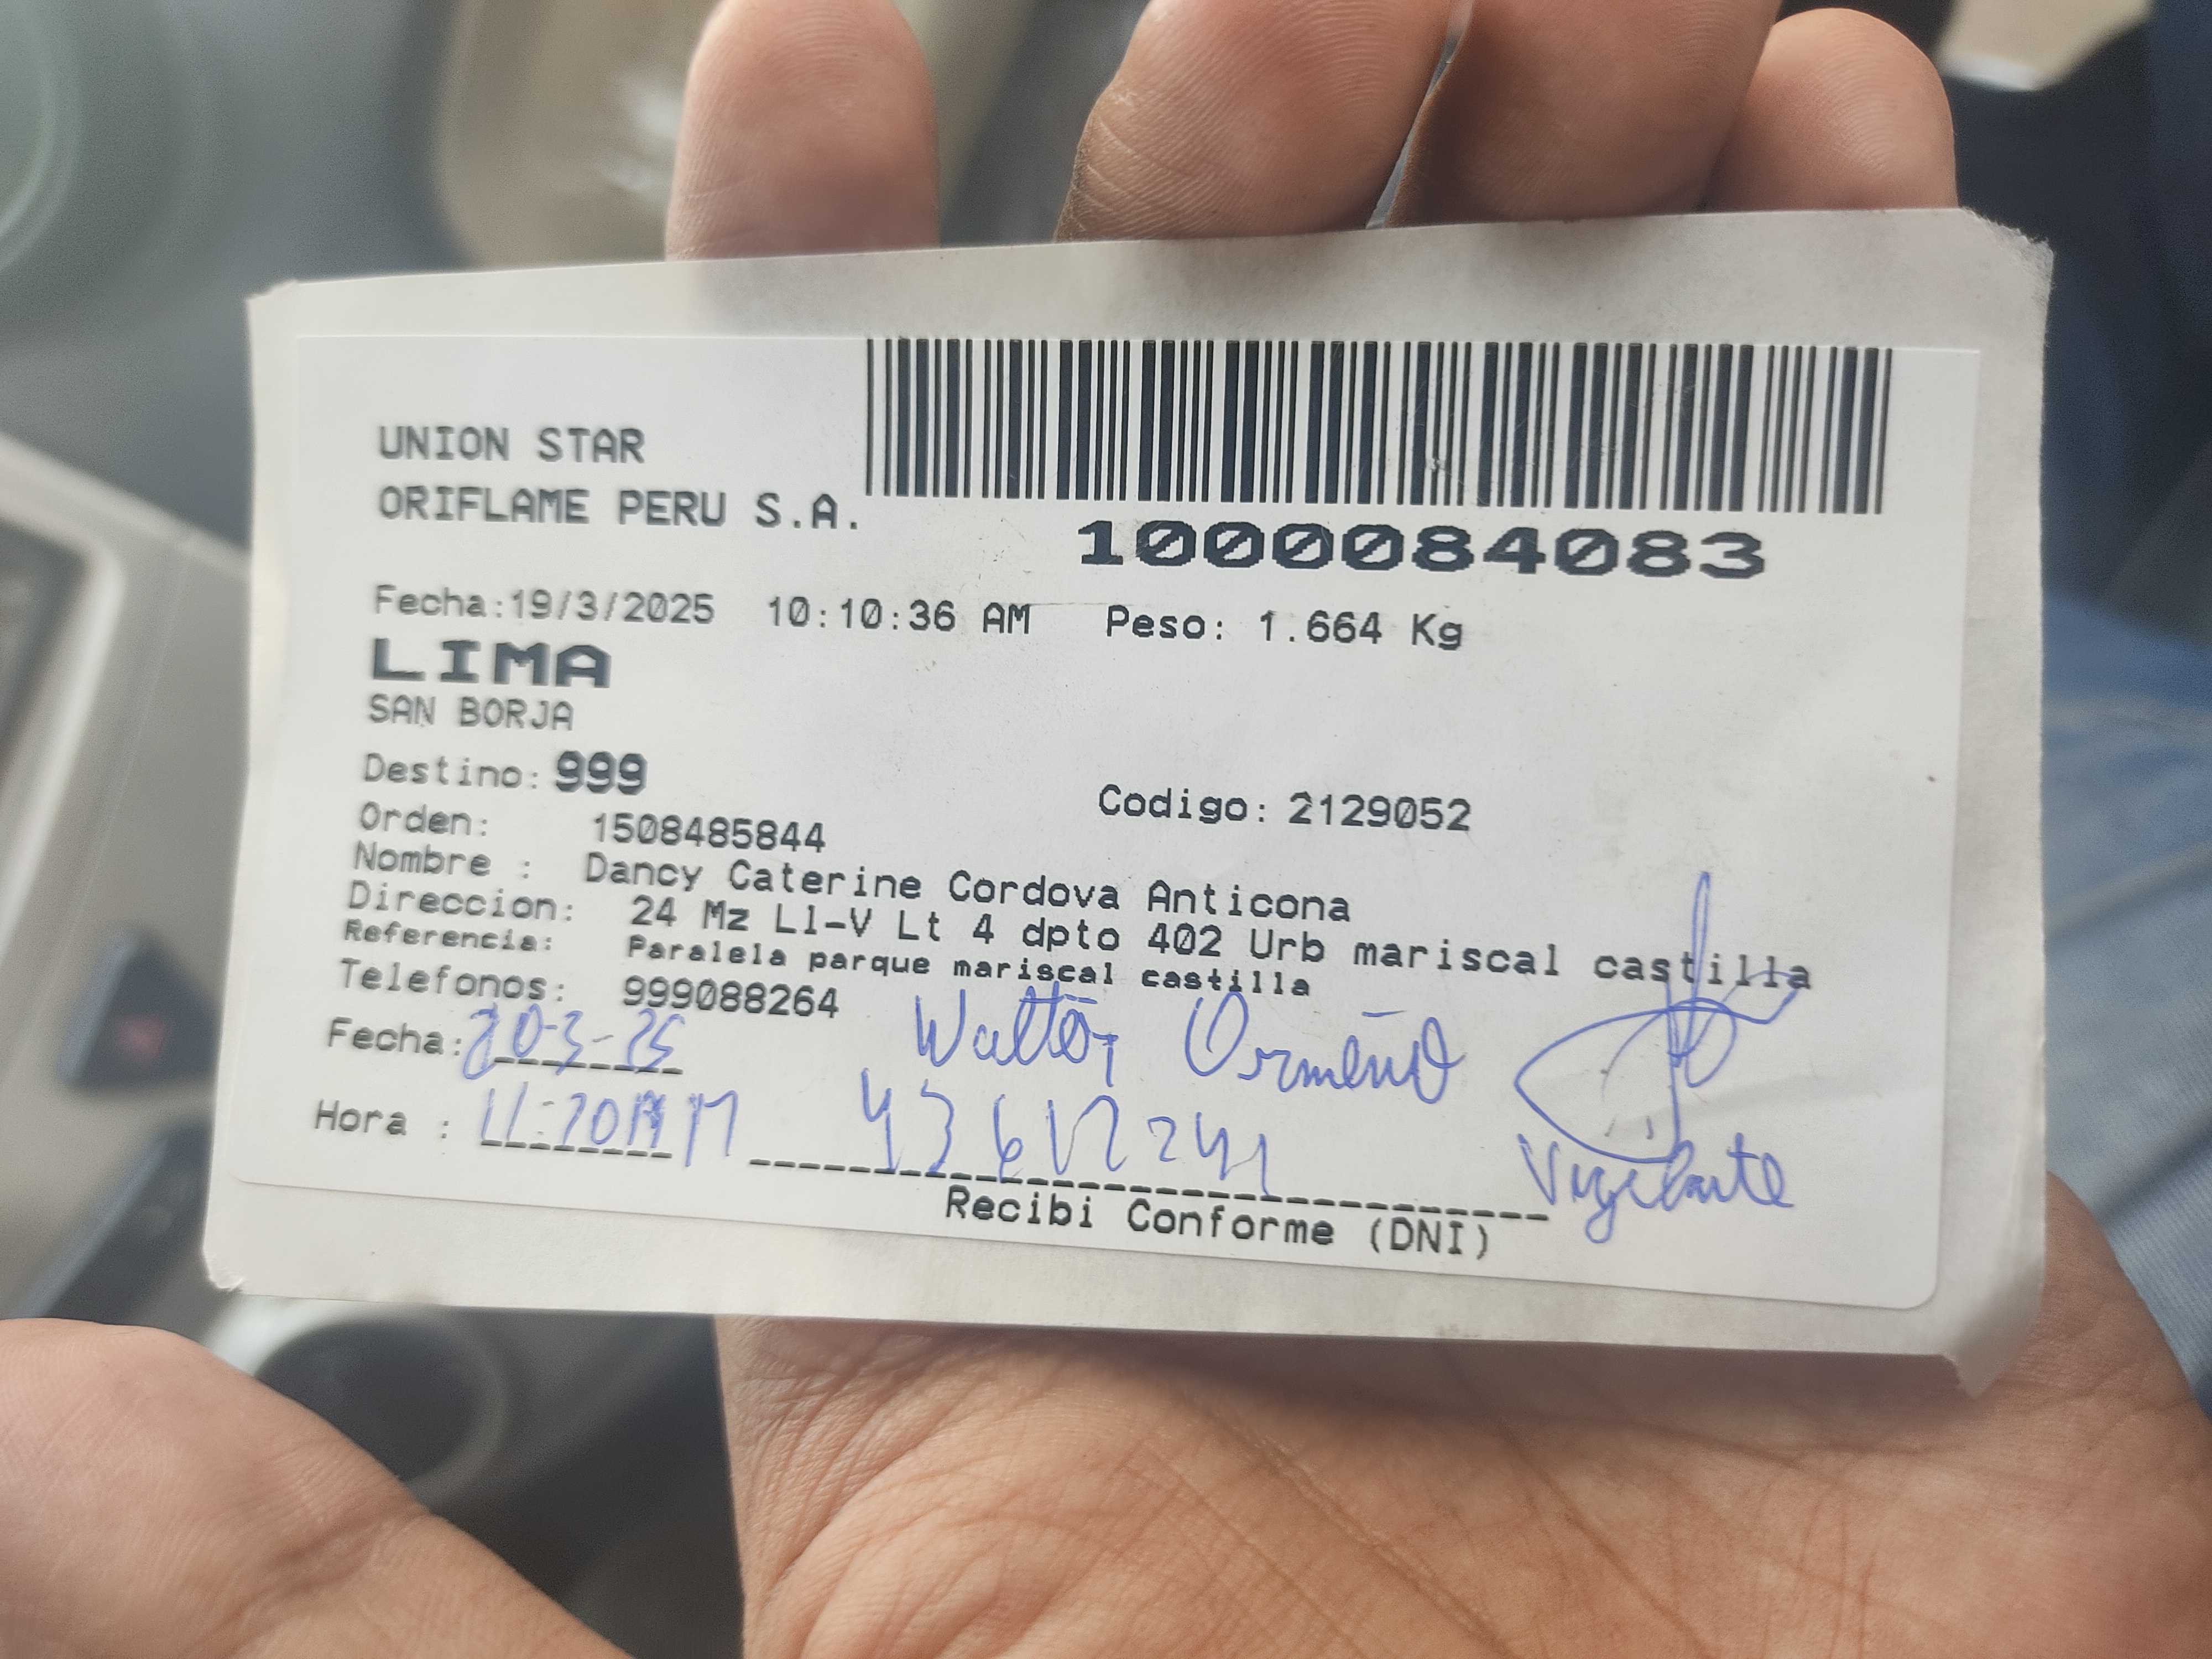 UNION STAR
ORIFLAME PERU S.A.
1000084083
Fecha:19/3/2025 10:10:36 AM Peso: 1.664 Kg
LIMA
SAN BORJA
Destino: 999
Codigo: 2129052
Orden: 1508485844
Nombre : Dancy Caterine Cordova Anticona
Direccion: 24 Mz Ll-V Lt 4 dpto 402 Urb mariscal castilla
Referencia: Paralela parque mariscal castilla
Telefonos: 999088264
Fecha: 20-3-25 Walter Ormeño
Hora :
Vigilante
Recibi Conforme (DNI)